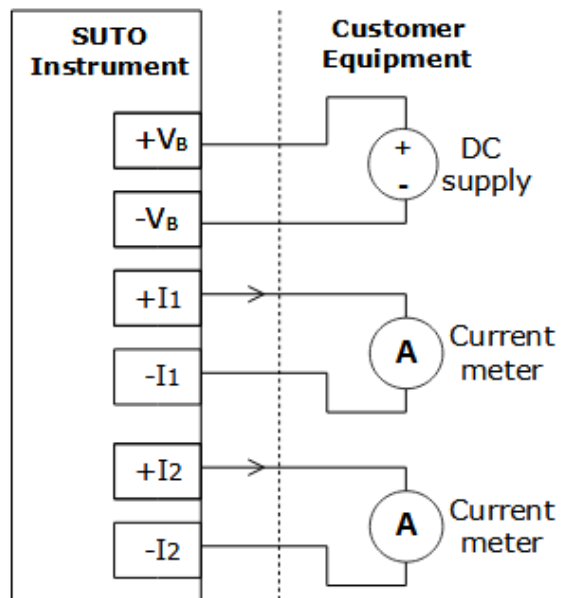 SUTO
Instrument
Customer
Equipment
+VB
-VB
+
-
DC
supply
+I1
-I1
A
Current
meter
+I2
-I2
A
Current
meter